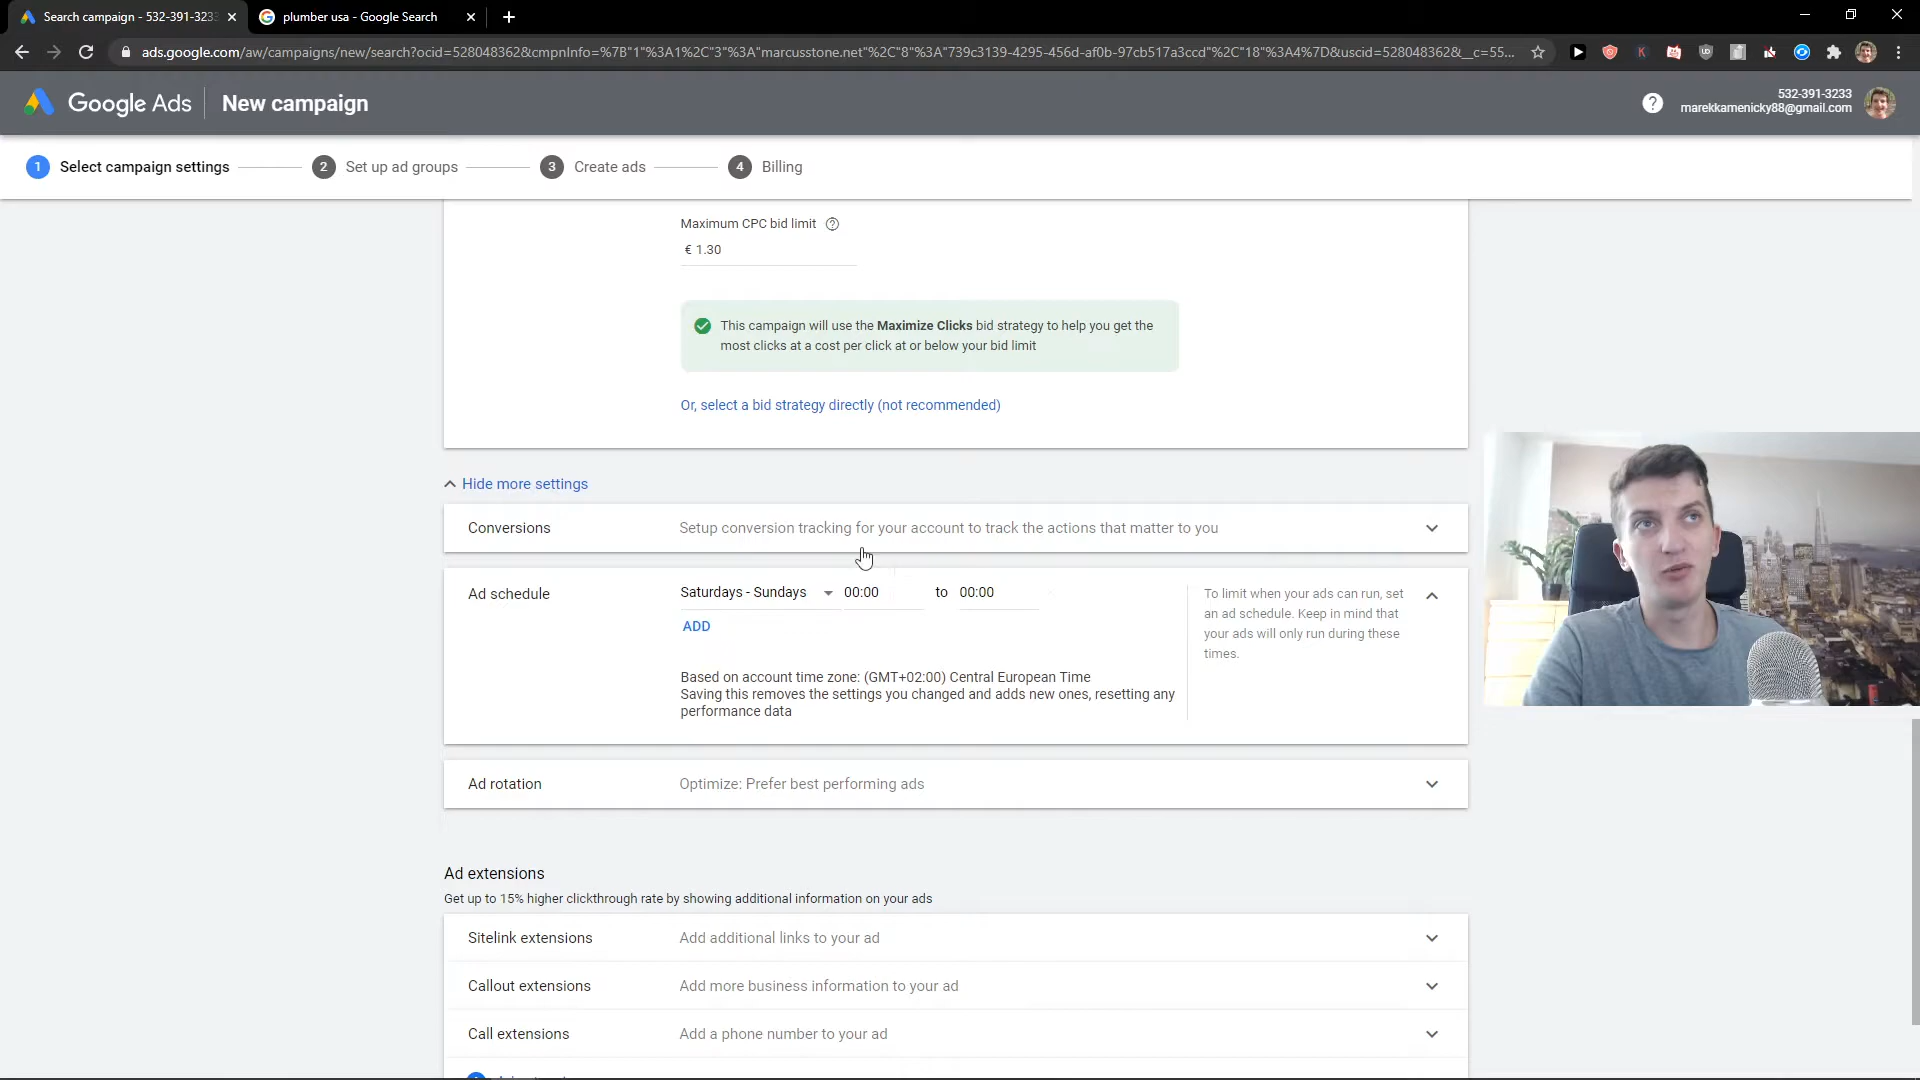 Search campaign - 532-391-3233
plumber usa - Google Search
ads.google.com/aw/campaigns/new/search?ocid=528048362&cmpnInfo=%7B"1"%3A1%2C"3"%3A"marcusstone.net"%2C"8"%3A"739c3139-4295-456d-af0b-97cb517a3ccd"%2C"18"%3A4%7D&uscid=528048362&__c=55...
Google Ads
New campaign
532-391-3233
marekkamenicky88@gmail.com
1 Select campaign settings
2 Set up ad groups
3 Create ads
4 Billing
Maximum CPC bid limit
€ 1.30
This campaign will use the Maximize Clicks bid strategy to help you get the
most clicks at a cost per click at or below your bid limit
Or, select a bid strategy directly (not recommended)
Hide more settings
Conversions Setup conversion tracking for your account to track the actions that matter to you
Ad schedule Saturdays - Sundays 00:00 to 00:00
ADD
Based on account time zone: (GMT+02:00) Central European Time
Saving this removes the settings you changed and adds new ones, resetting any
performance data
To limit when your ads can run, set
an ad schedule. Keep in mind that
your ads will only run during these
times.
Ad rotation Optimize: Prefer best performing ads
Ad extensions
Get up to 15% higher clickthrough rate by showing additional information on your ads
Sitelink extensions Add additional links to your ad
Callout extensions Add more business information to your ad
Call extensions Add a phone number to your ad